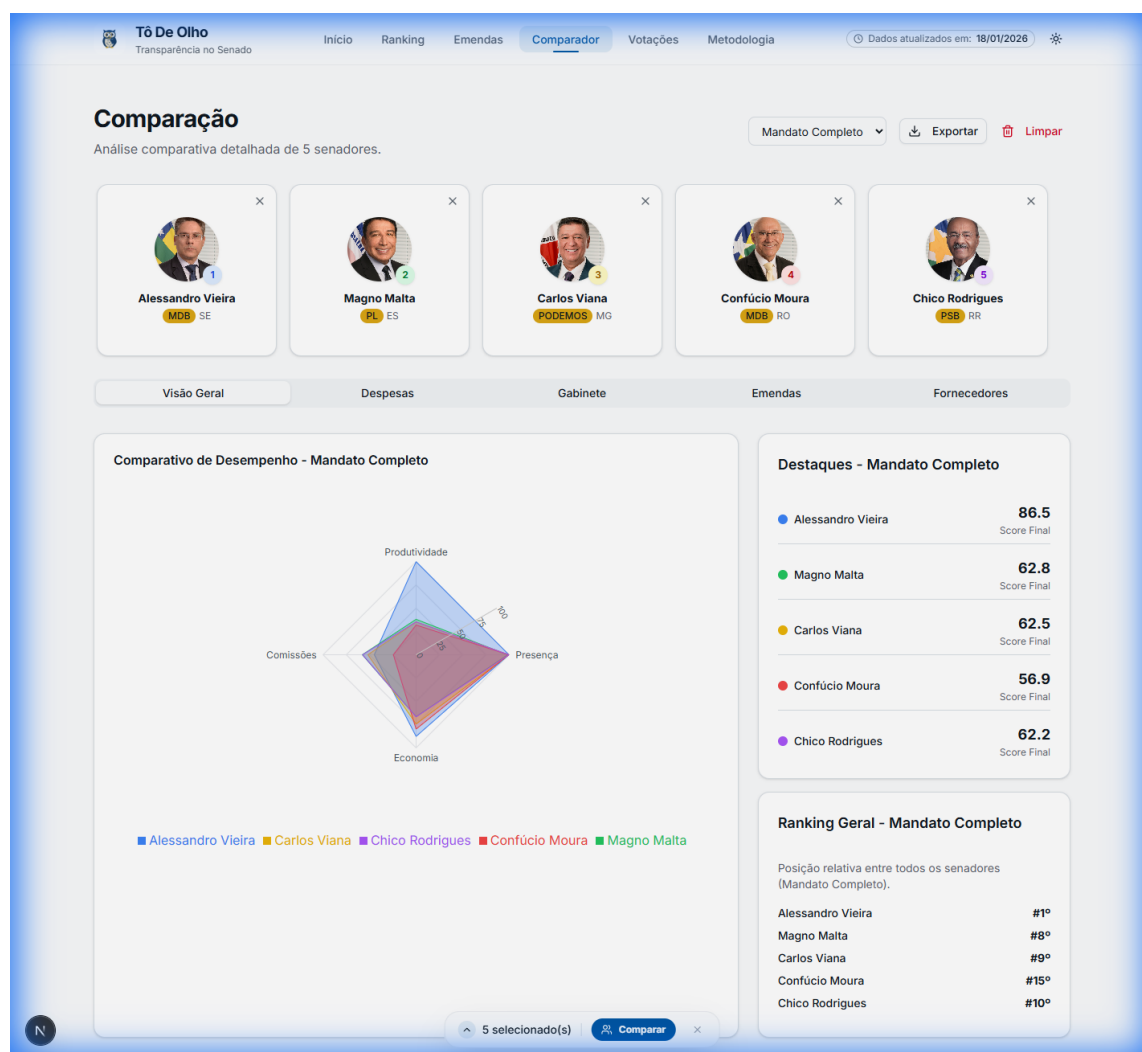 Tô De Olho
Transparência no Senado
Início Ranking Emendas Comparador Votações Metodologia
Dados atualizados em: 18/01/2026
Comparação
Análise comparativa detalhada de 5 senadores.
Mandato Completo
Exportar
Limpar
1
Alessandro Vieira
MDB SE
2
Magno Malta
PL ES
3
Carlos Viana
PODEMOS MG
4
Confúcio Moura
MDB RO
5
Chico Rodrigues
PSB RR
Visão Geral Despesas Gabinete Emendas Fornecedores
Comparativo de Desempenho - Mandato Completo
Produtividade
Presença
Economia
Comissões
0 25 50 75 100
Alessandro Vieira Carlos Viana Chico Rodrigues Confúcio Moura Magno Malta
Destaques - Mandato Completo
Alessandro Vieira 86.5
Score Final
Magno Malta 62.8
Score Final
Carlos Viana 62.5
Score Final
Confúcio Moura 56.9
Score Final
Chico Rodrigues 62.2
Score Final
Ranking Geral - Mandato Completo
Posição relativa entre todos os senadores
(Mandato Completo).
Alessandro Vieira #1º
Magno Malta #8º
Carlos Viana #9º
Confúcio Moura #15º
Chico Rodrigues #10º
N
5 selecionado(s) Comparar